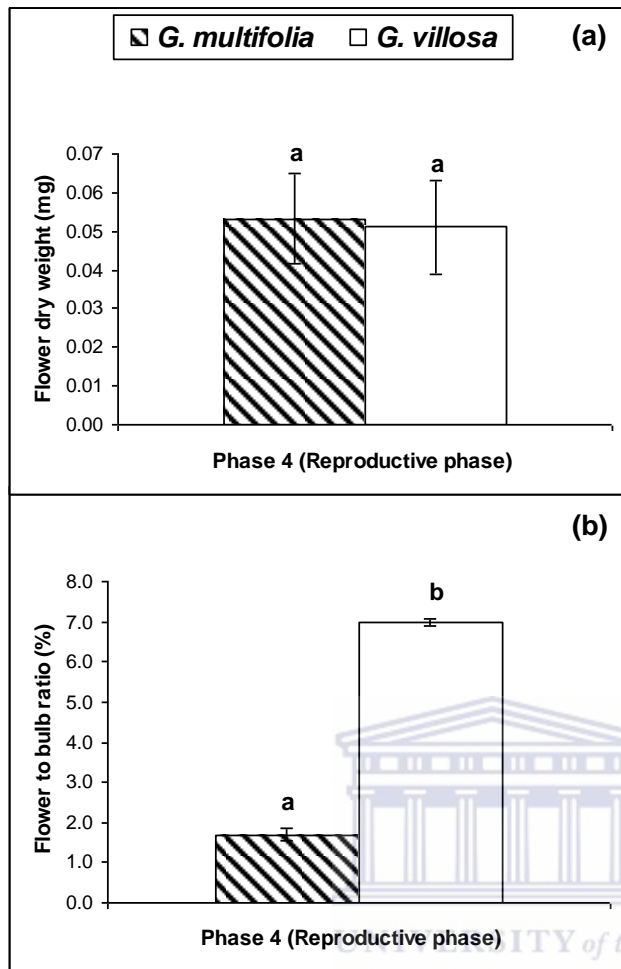 G. multifolia G. villosa (a)
a a
0.07
0.06
0.05
0.04
0.03
0.02
0.01
0.00
Flower dry weight (mg)
Phase 4 (Reproductive phase)
(b)
b
a
8.0
7.0
6.0
5.0
4.0
3.0
2.0
1.0
0.0
Flower to bulb ratio (%)
Phase 4 (Reproductive phase)
UNIVERSITY of